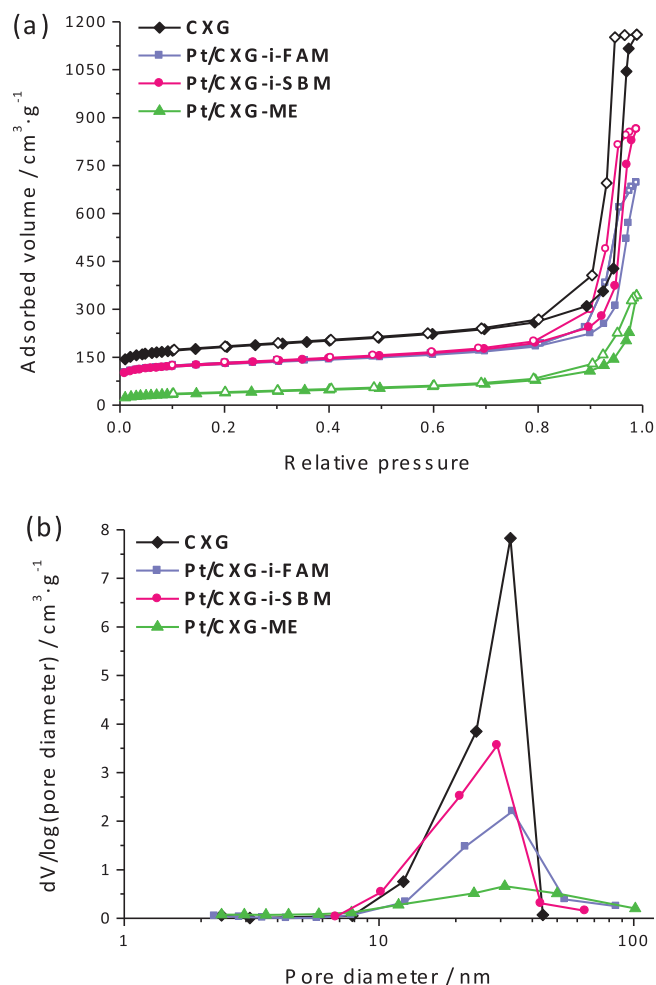 (a)
CXG
Pt/CXG-i-FAM
Pt/CXG-i-SBM
Pt/CXG-ME
1200
1050
900
750
600
450
300
150
0
Adsorbed volume / cm³·g⁻¹
0.0 0.2 0.4 0.6 0.8 1.0
Relative pressure
(b)
CXG
Pt/CXG-i-FAM
Pt/CXG-i-SBM
Pt/CXG-ME
8
7
6
5
4
3
2
1
0
dV/log(pore diameter) / cm³·g⁻¹
1 10 100
Pore diameter / nm